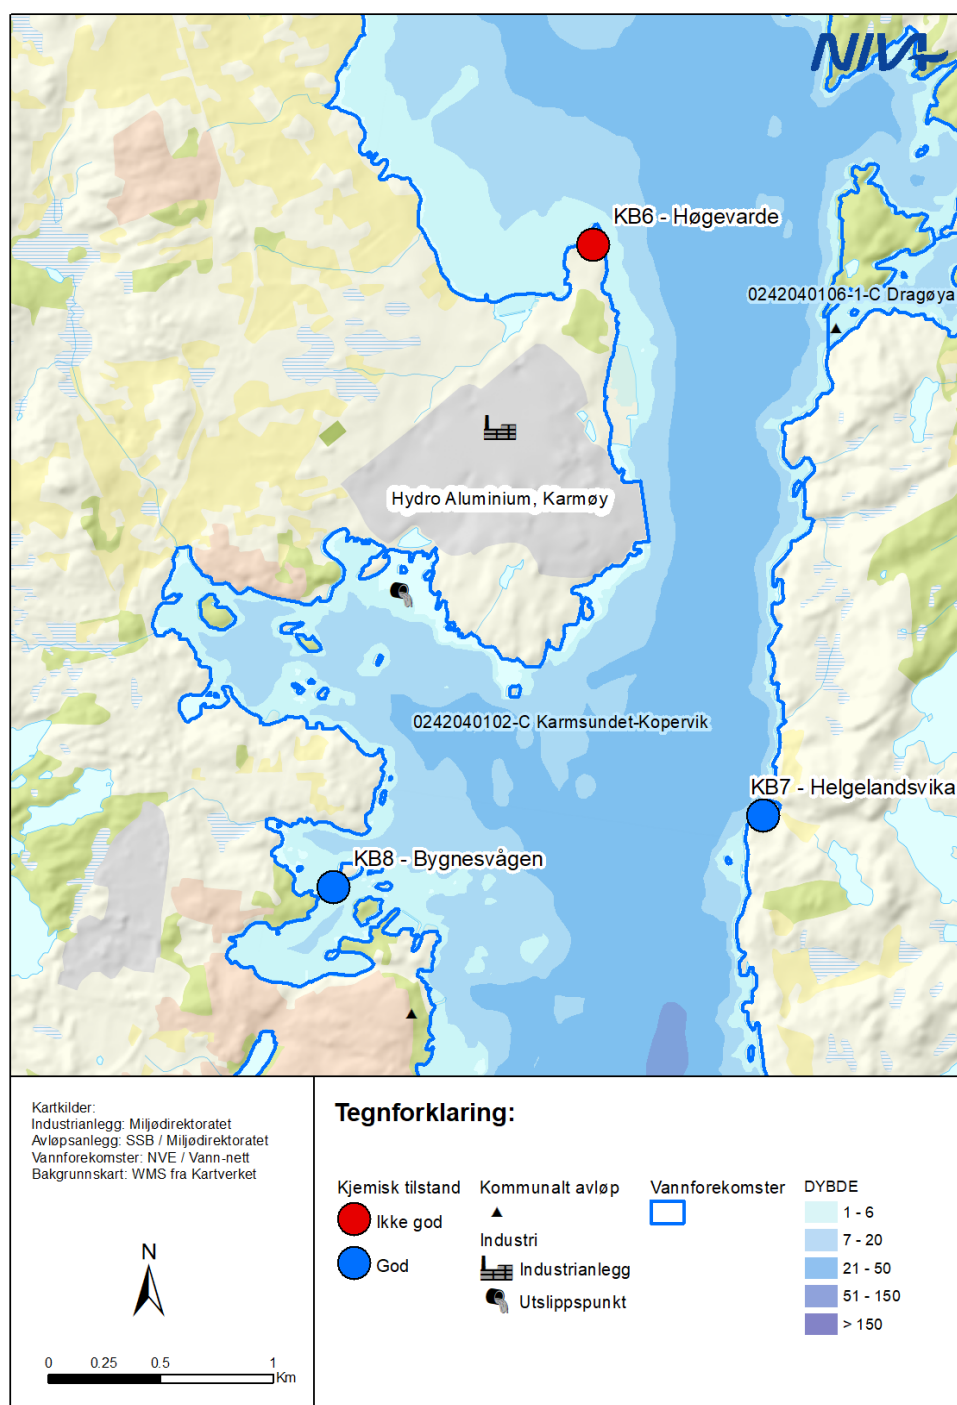 NIVA
KB6 - Høgevarde
0242040106-1-C Dragøya
Hydro Aluminium, Karmøy
0242040102-C Karmsundet-Kopervik
KB7 - Helgelandsvika
KB8 - Bygnesvågen
Kartkilder:
Industrianlegg: Miljødirektoratet
Avløpsanlegg: SSB / Miljødirektoratet
Vannforekomster: NVE / Vann-nett
Bakgrunnskart: WMS fra Kartverket
N
0 0.25 0.5 1
Km
Tegnforklaring:
Kjemisk tilstand
Ikke god
God
Kommunalt avløp
Industri
Industrianlegg
Utslippspunkt
Vannforekomster
DYBDE
1 - 6
7 - 20
21 - 50
51 - 150
> 150